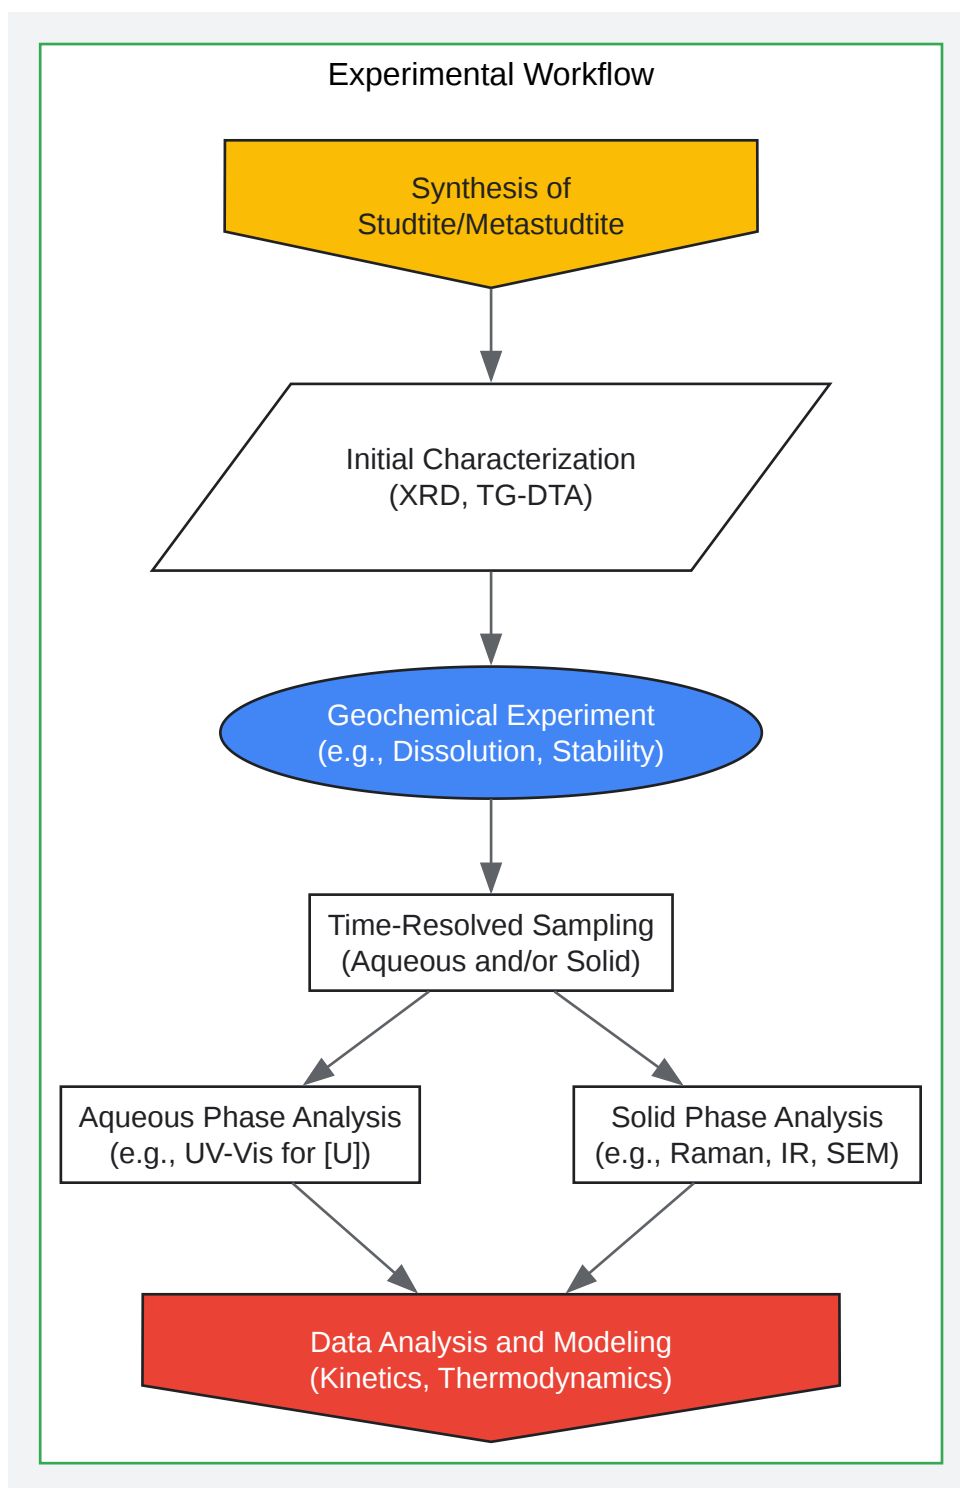 Experimental Workflow
Synthesis of
Studtite/Metastudtite
Initial Characterization
(XRD, TG-DTA)
Geochemical Experiment
(e.g., Dissolution, Stability)
Time-Resolved Sampling
(Aqueous and/or Solid)
Aqueous Phase Analysis
(e.g., UV-Vis for [U])
Solid Phase Analysis
(e.g., Raman, IR, SEM)
Data Analysis and Modeling
(Kinetics, Thermodynamics)